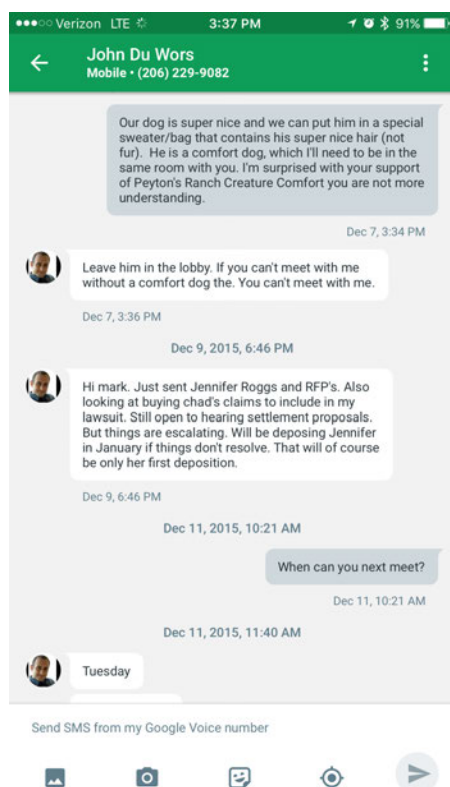 Verizon LTE 3:37 PM 91%
John Du Wors
Mobile • (206) 229-9082
Our dog is super nice and we can put him in a special
sweater/bag that contains his super nice hair (not
fur). He is a comfort dog, which I'll need to be in the
same room with you. I'm surprised with your support
of Peyton's Ranch Creature Comfort you are not more
understanding.
Dec 7, 3:34 PM
Leave him in the lobby. If you can't meet with me
without a comfort dog the. You can't meet with me.
Dec 7, 3:36 PM
Dec 9, 2015, 6:46 PM
Hi mark. Just sent Jennifer Roggs and RFP's. Also
looking at buying chad's claims to include in my
lawsuit. Still open to hearing settlement proposals.
But things are escalating. Will be deposing Jennifer
in January if things don't resolve. That will of course
be only her first deposition.
Dec 9, 6:46 PM
Dec 11, 2015, 10:21 AM
When can you next meet?
Dec 11, 10:21 AM
Dec 11, 2015, 11:40 AM
Tuesday
Send SMS from my Google Voice number